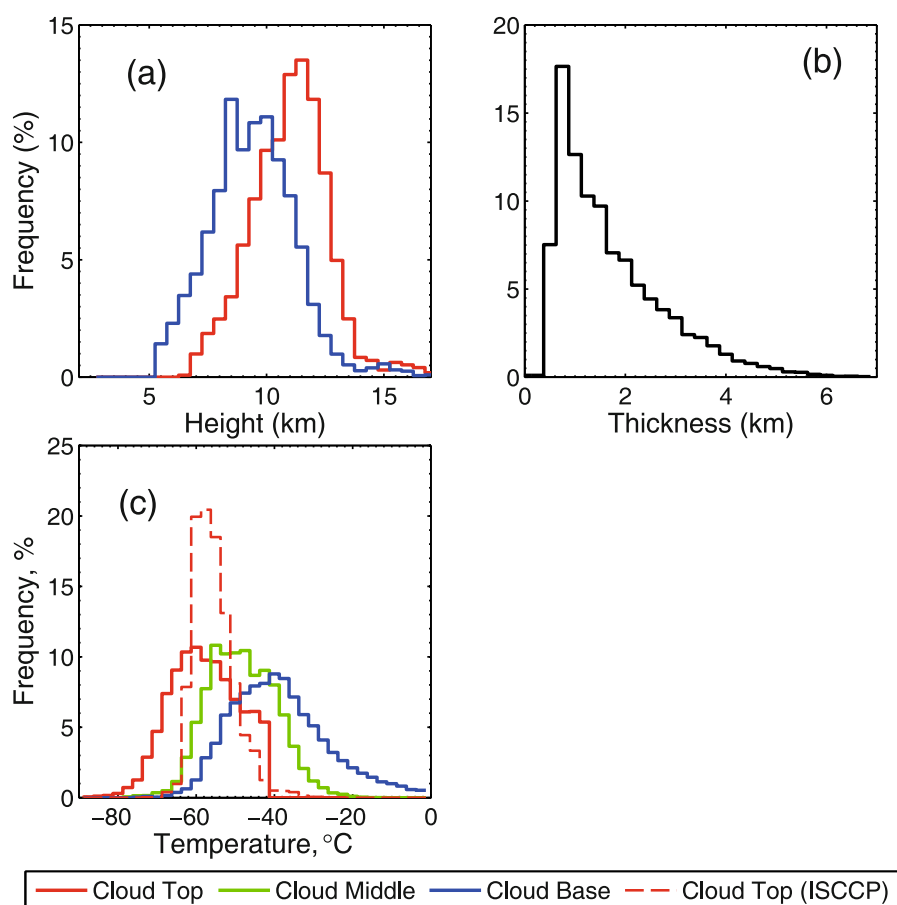 15
10
5
0
Frequency (%)
(a)
5
10
15
Height (km)
20
15
10
5
0
(b)
0
2
4
6
Thickness (km)
25
20
15
10
5
0
Frequency, %
(c)
−80
−60
−40
−20
0
Temperature, °C
Cloud Top
Cloud Middle
Cloud Base
Cloud Top (ISCCP)